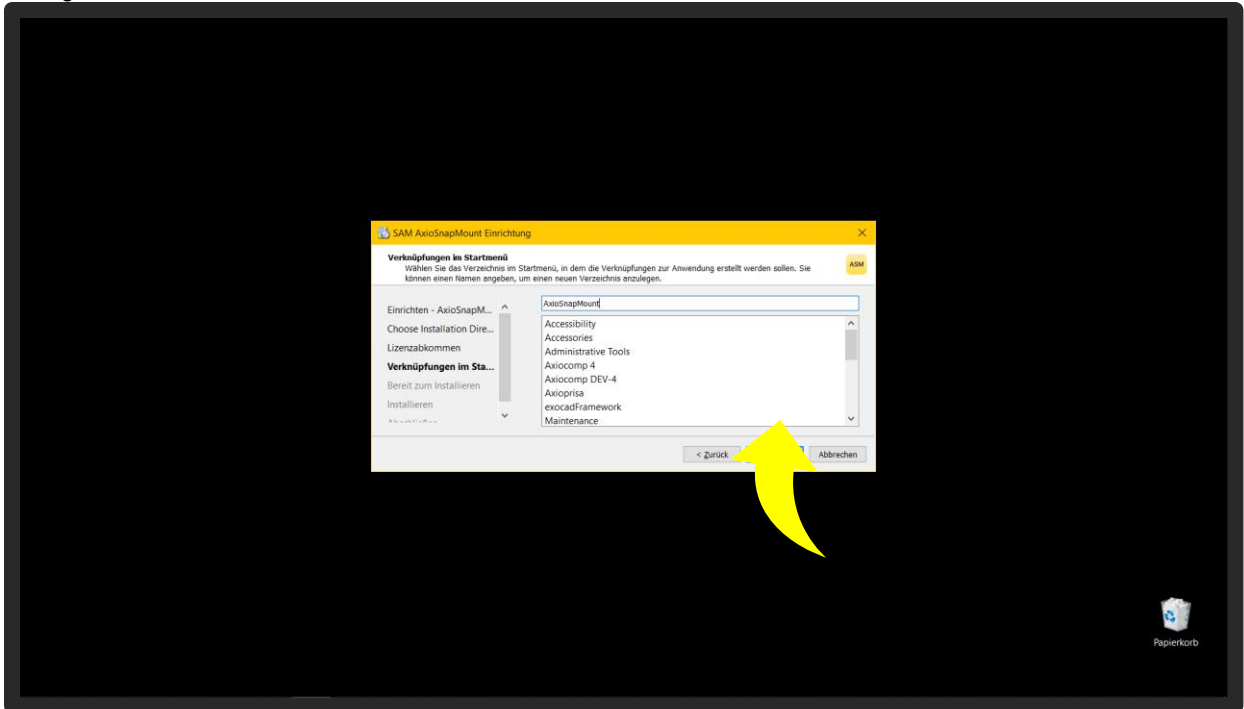 SAM AxioSnapMount Einrichtung
Verknüpfungen im Startmenü
Wählen Sie das Verzeichnis im Startmenü, in dem die Verknüpfungen zur Anwendung erstellt werden sollen. Sie
können einen Namen angeben, um einen neuen Verzeichnis anzulegen.
ASM
Einrichten - AxioSnapM...
Choose Installation Dire...
Lizenzabkommen
Verknüpfungen im Sta...
Bereit zum Installieren
Installieren
AxioSnapMount
Accessibility
Accessories
Administrative Tools
Axiocomp 4
Axiocomp DEV-4
Axioprisa
exocadFramework
Maintenance
< Zurück
Abbrechen
Papierkorb